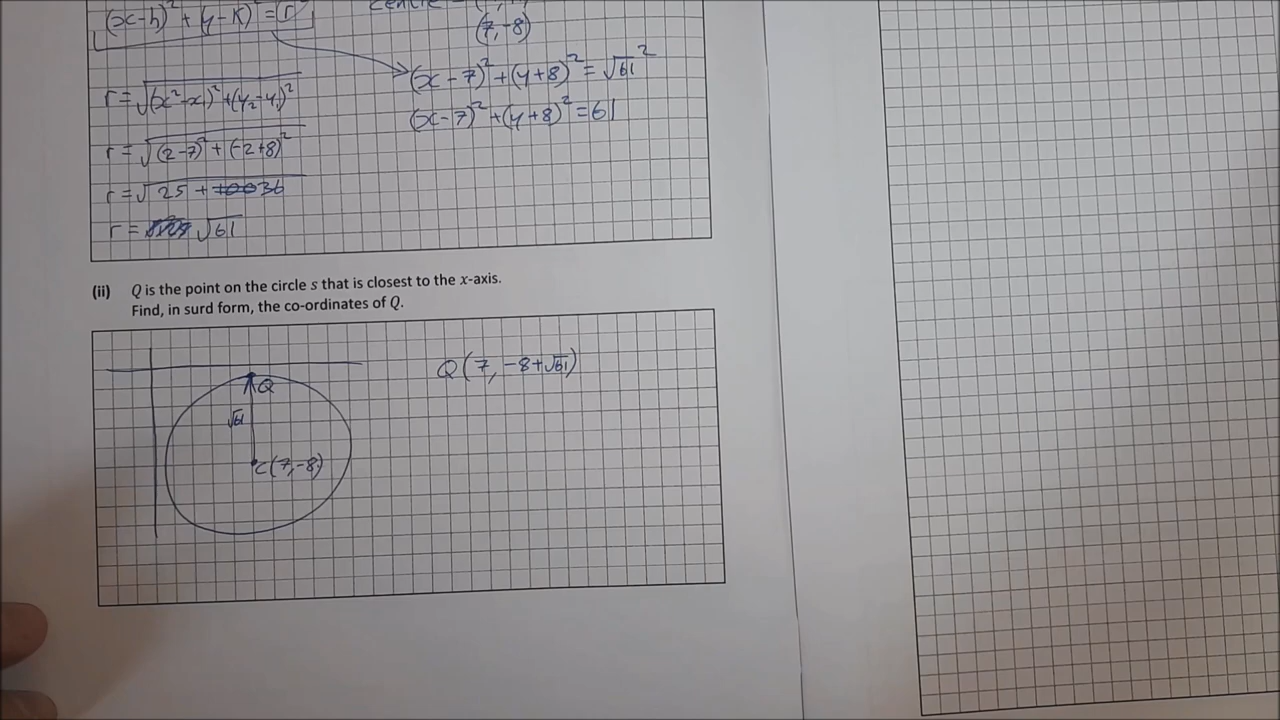 (x-h)² + (y-k)² = r²
(7,-8)
(x-7)² + (y+8)² = √61²
(x-7)² + (y+8)² = 61
r = √(x²-x₁)² + (y₂-y₁)²
r = √(2-7)² + (-2+8)²
r = √25 + 36
r = √61
(ii) Q is the point on the circle s that is closest to the x-axis.
Find, in surd form, the co-ordinates of Q.
Q(7, -8+√61)
Q
√61
C(7,-8)